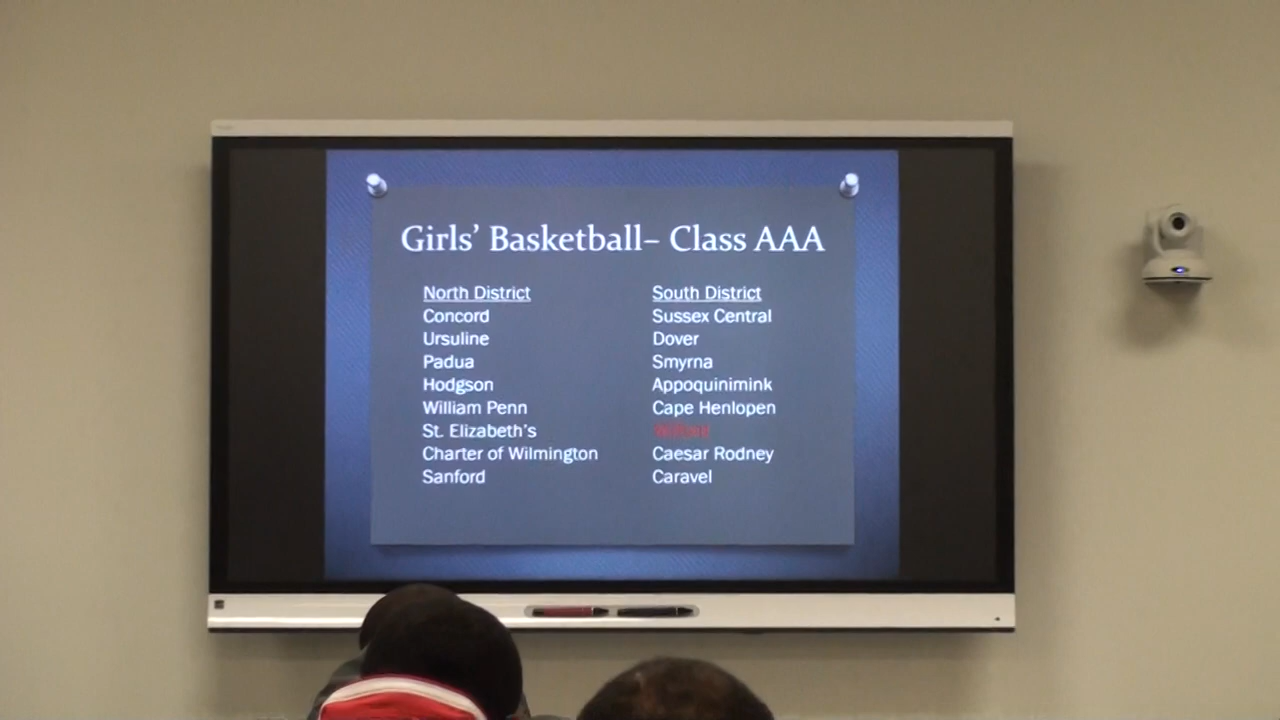 Girls' Basketball– Class AAA
North District
Concord
Ursuline
Padua
Hodgson
William Penn
St. Elizabeth's
Charter of Wilmington
Sanford
South District
Sussex Central
Dover
Smyrna
Appoquinimink
Cape Henlopen
Caesar Rodney
Caravel